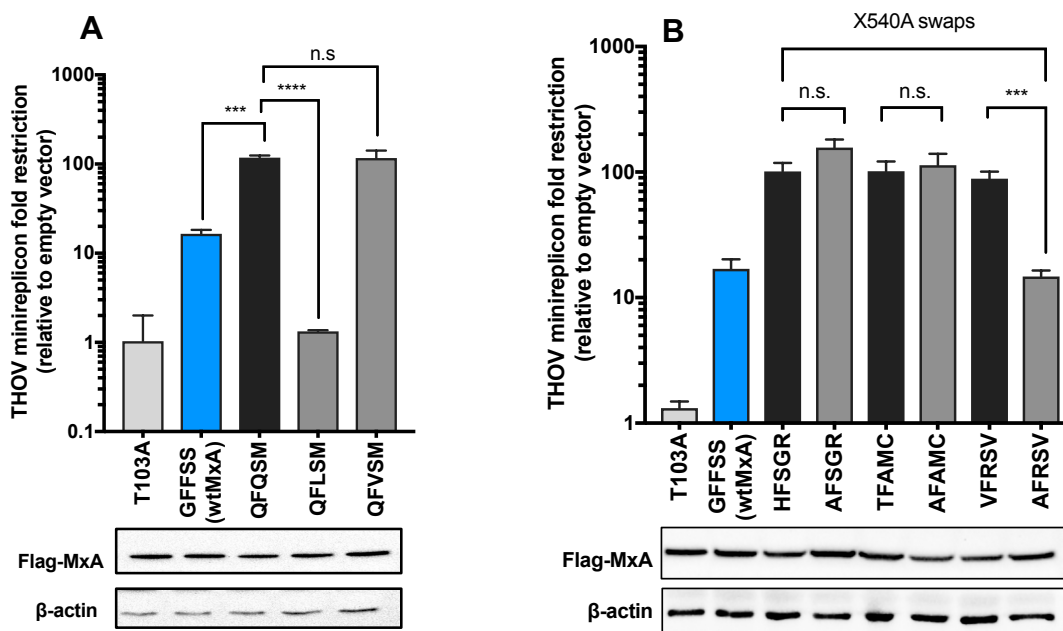 A
THOV minireplicon fold restriction
(relative to empty vector)
1000
100
10
1
0.1
***
****
n.s
T103A
GFFSS
(wtMxA)
QFQSM
QFLSM
QFVSM
Flag-MxA
β-actin
B
X540A swaps
THOV minireplicon fold restriction
(relative to empty vector)
1000
100
10
1
n.s.
n.s.
***
T103A
GFFSS
(wtMxA)
HFSGR
AFSGR
TFAMC
AFAMC
VFRSV
AFRSV
Flag-MxA
β-actin